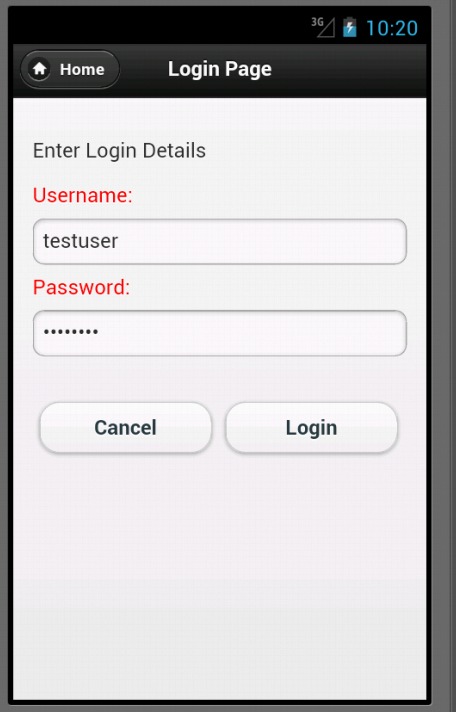 3G 10:20
Home Login Page
Enter Login Details
Username:
testuser
Password:
••••••••
Cancel Login